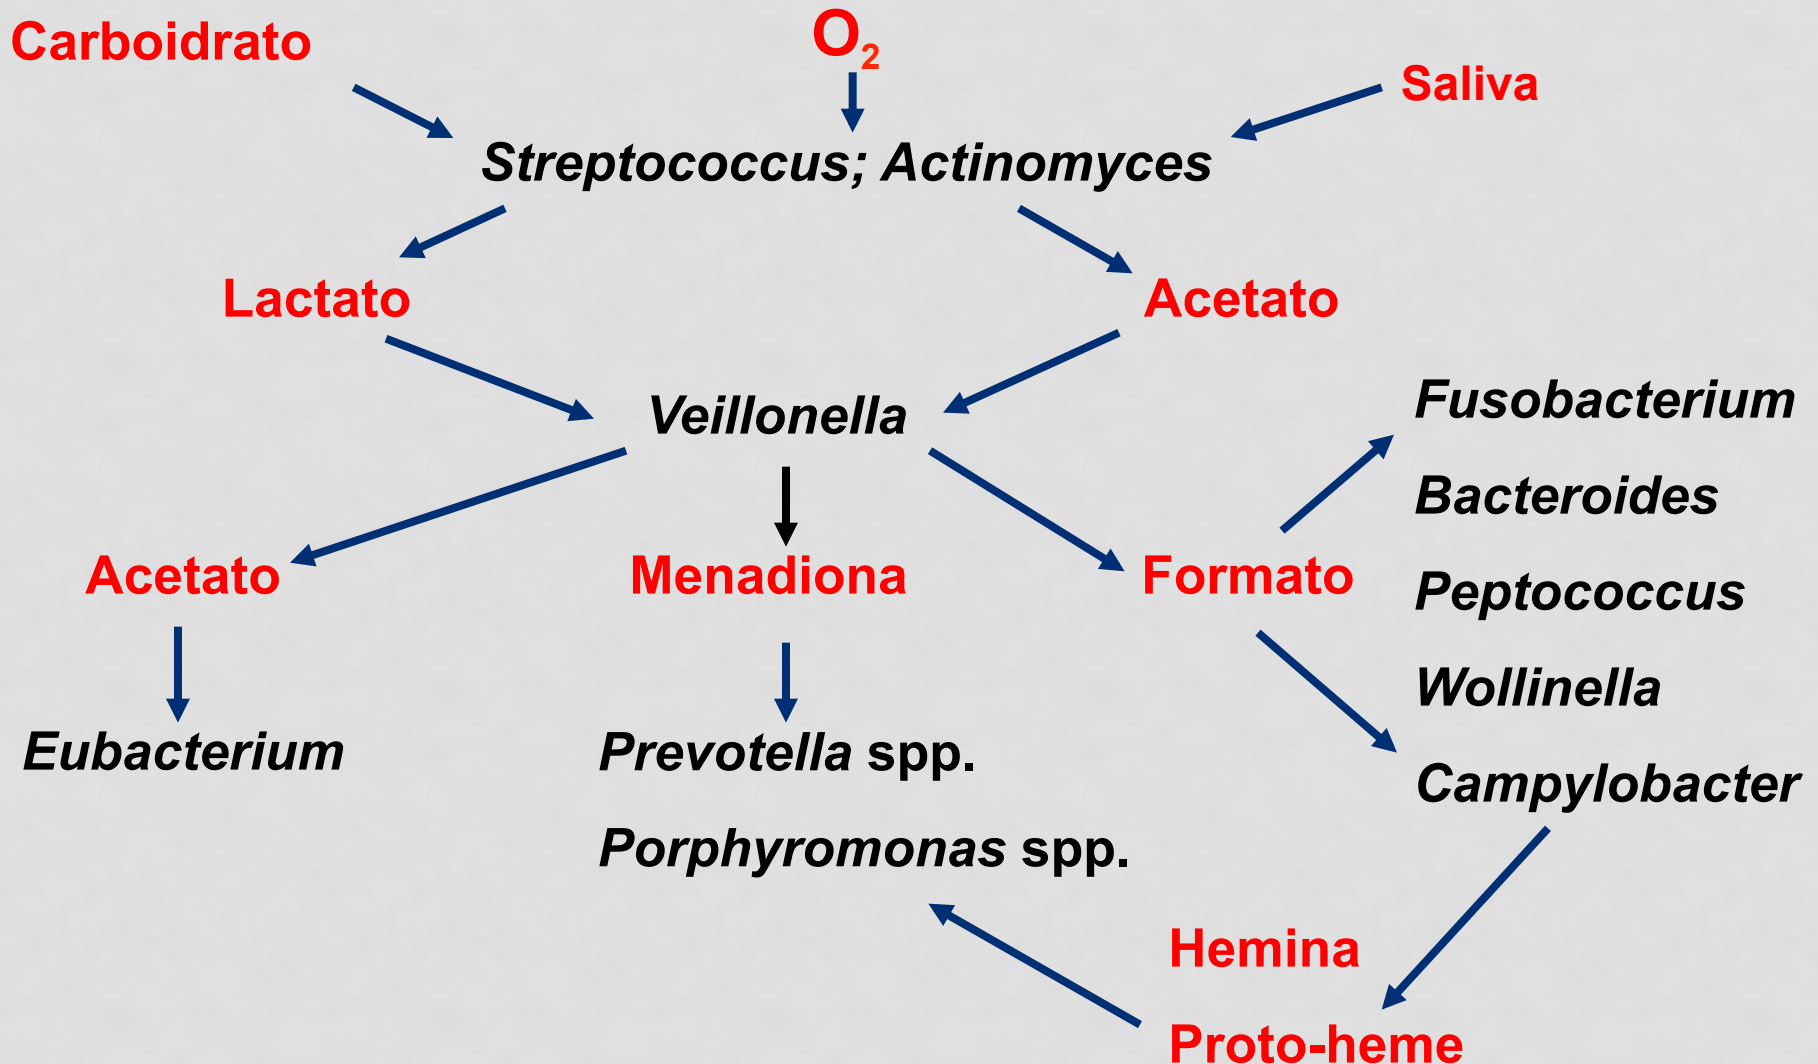 Carboidrato
O₂
Saliva
Streptococcus; Actinomyces
Lactato
Acetato
Veillonella
Fusobacterium
Bacteroides
Peptococcus
Wollinella
Campylobacter
Acetato
Menadiona
Formato
Eubacterium
Prevotella spp.
Porphyromonas spp.
Hemina
Proto-heme